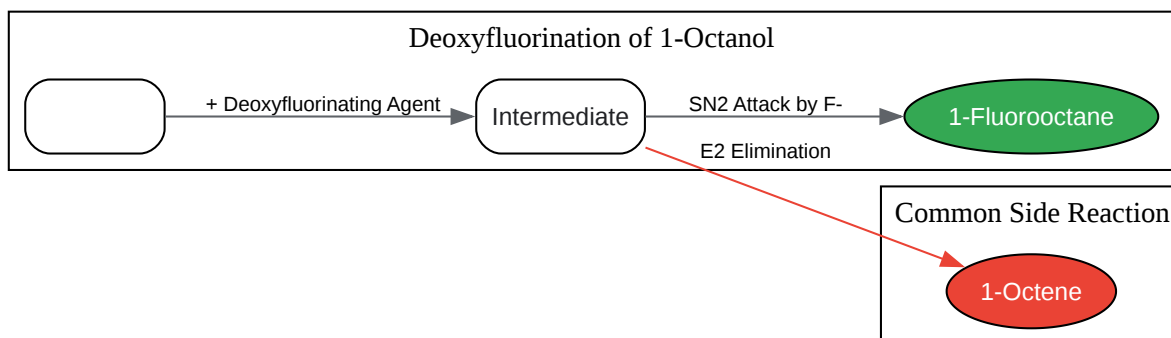 Deoxyfluorination of 1-Octanol
+ Deoxyfluorinating Agent
Intermediate
SN2 Attack by F-
1-Fluorooctane
E2 Elimination
Common Side Reaction
1-Octene